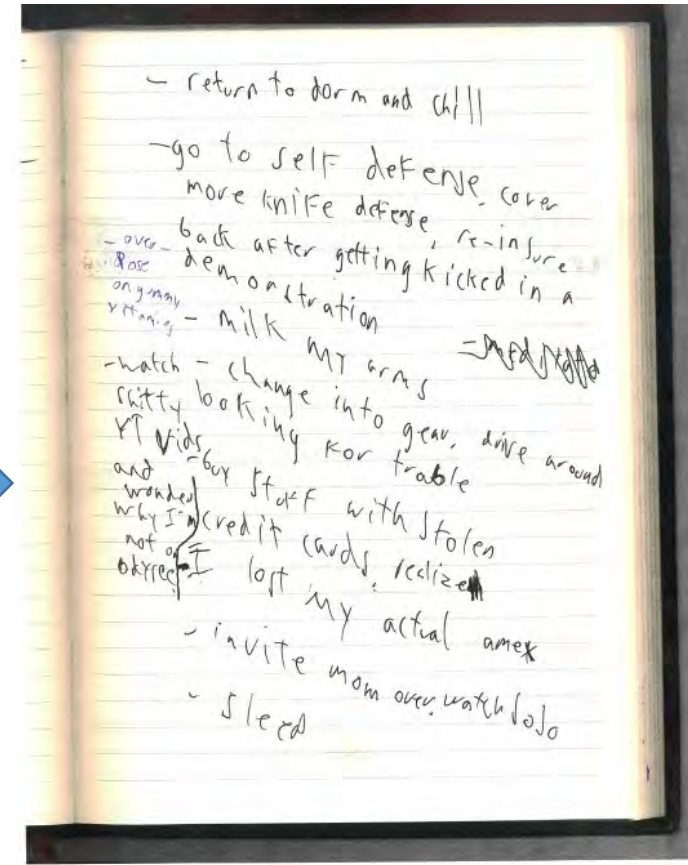 - return to dorm and chill
-go to self defense, cover
more knife defense, re-insure
back after getting kicked in a
demonstration
- over-
dose
on gummy
vitamins
- milk my arms
- change into gear, drive around
looking for trable
-watch
shitty
YT vids
and
wonder
why I'm
not a
-buy stuff with stolen
credit cards, realize
- I lost my actual amex
- invite mom over, watch JoJo
- sleep